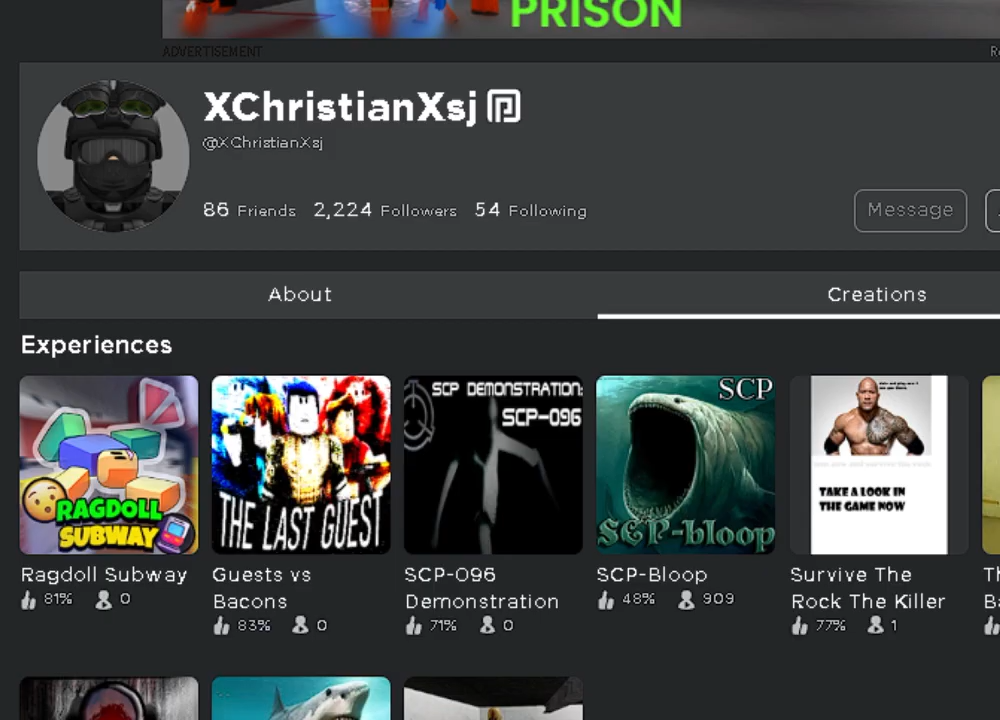 PRISON
ADVERTISEMENT
XChristianXsj
@XChristianXsj
86 Friends 2,224 Followers 54 Following
Message
About
Creations
Experiences
RAGDOLL
SUBWAY
THE LAST GUEST
SCP DEMONSTRATION:
SCP-096
SCP
SCP-bloop
TAKE A LOOK IN
THE GAME NOW
Ragdoll Subway
81% 0
Guests vs
Bacons
83% 0
SCP-096
Demonstration
71% 0
SCP-Bloop
48% 909
Survive The
Rock The Killer
77% 1